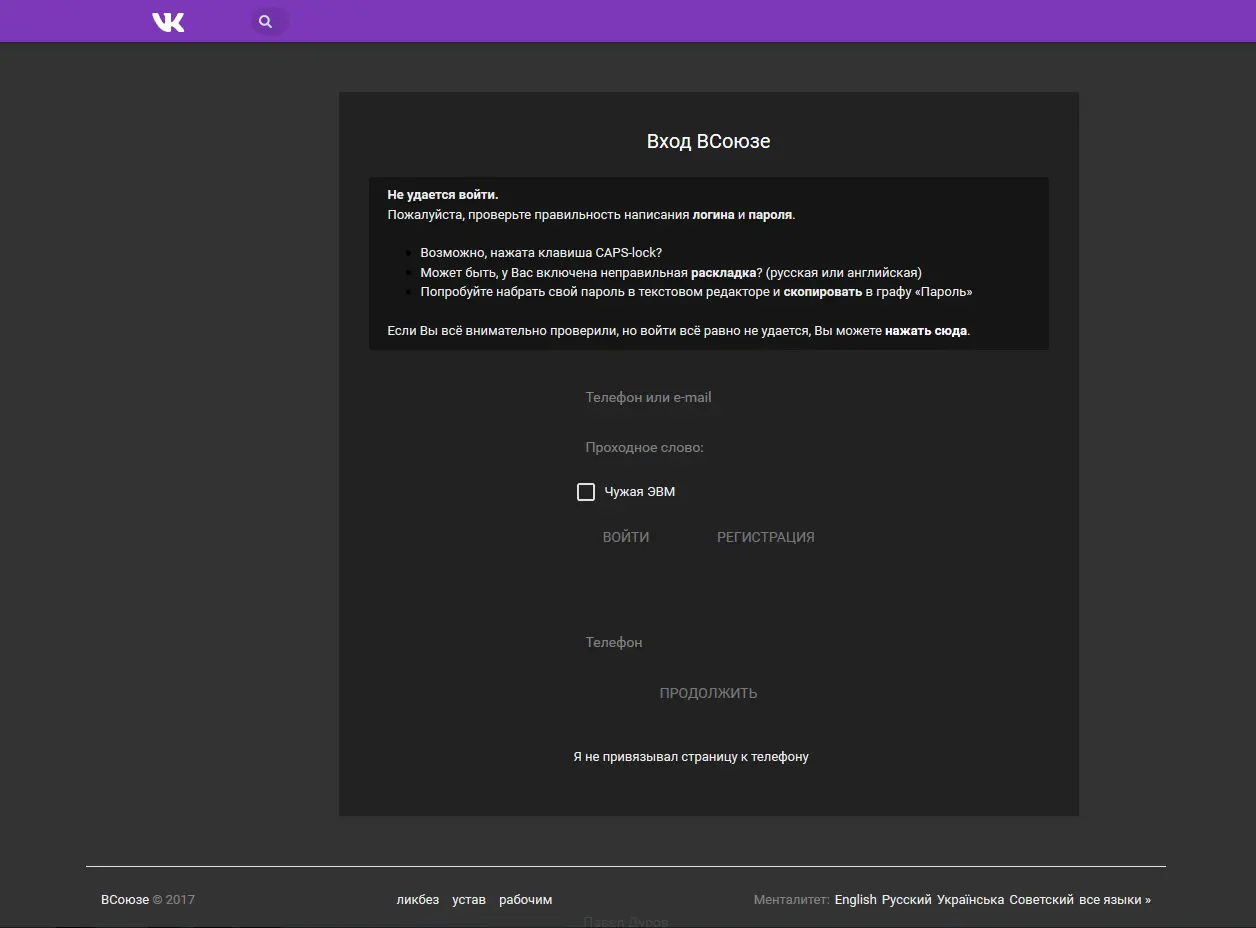 VK
Вход ВСоюзе
Не удается войти.
Пожалуйста, проверьте правильность написания логина и пароля.
Возможно, нажата клавиша CAPS-lock?
Может быть, у Вас включена неправильная раскладка? (русская или английская)
Попробуйте набрать свой пароль в текстовом редакторе и скопировать в графу «Пароль»
Если Вы всё внимательно проверили, но войти всё равно не удается, Вы можете нажать сюда.
Телефон или e-mail
Проходное слово:
Чужая ЭВМ
ВОЙТИ РЕГИСТРАЦИЯ
Телефон
ПРОДОЛЖИТЬ
Я не привязывал страницу к телефону
ВСоюзе © 2017 ликбез устав рабочим Менталитет: English Русский Українська Советский все языки »
Павел Дуров